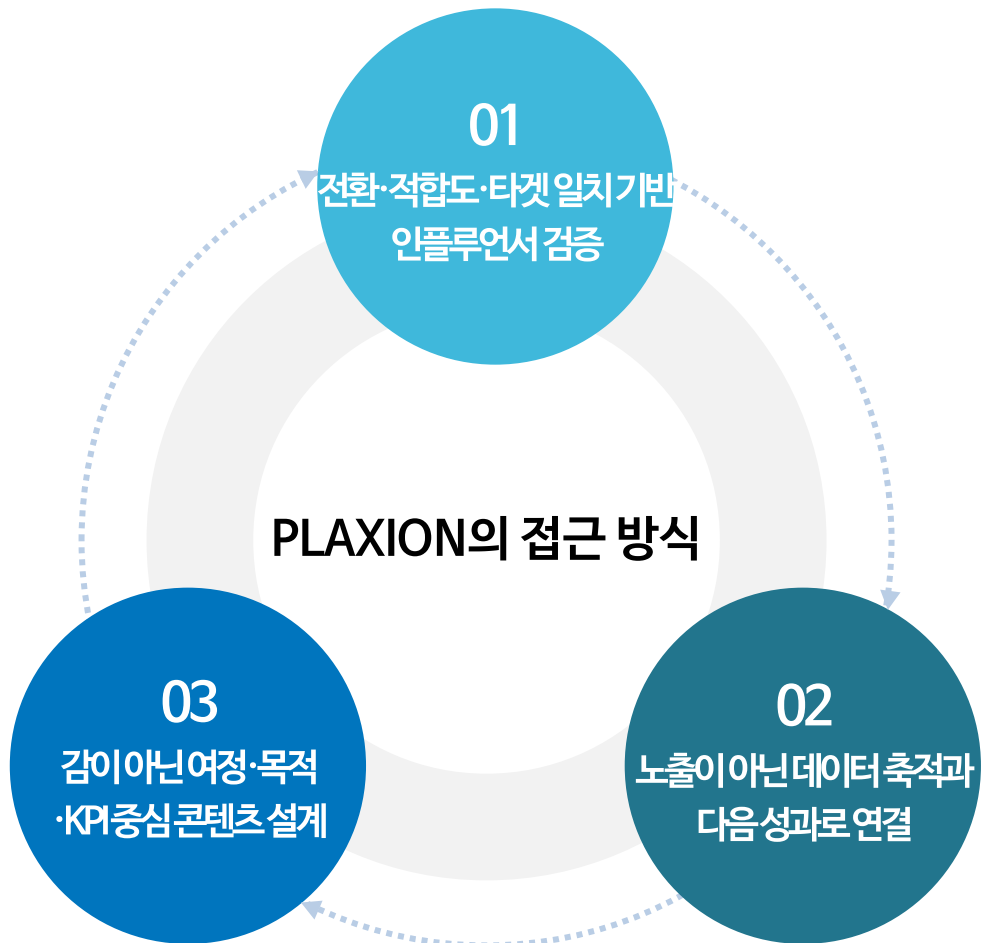 01
전환·적합도·타겟 일치 기반
인플루언서 검증
PLAXION의 접근 방식
03
감이 아닌 여정·목적
·KPI 중심 콘텐츠 설계
02
노출이 아닌 데이터 축적과
다음 성과로 연결